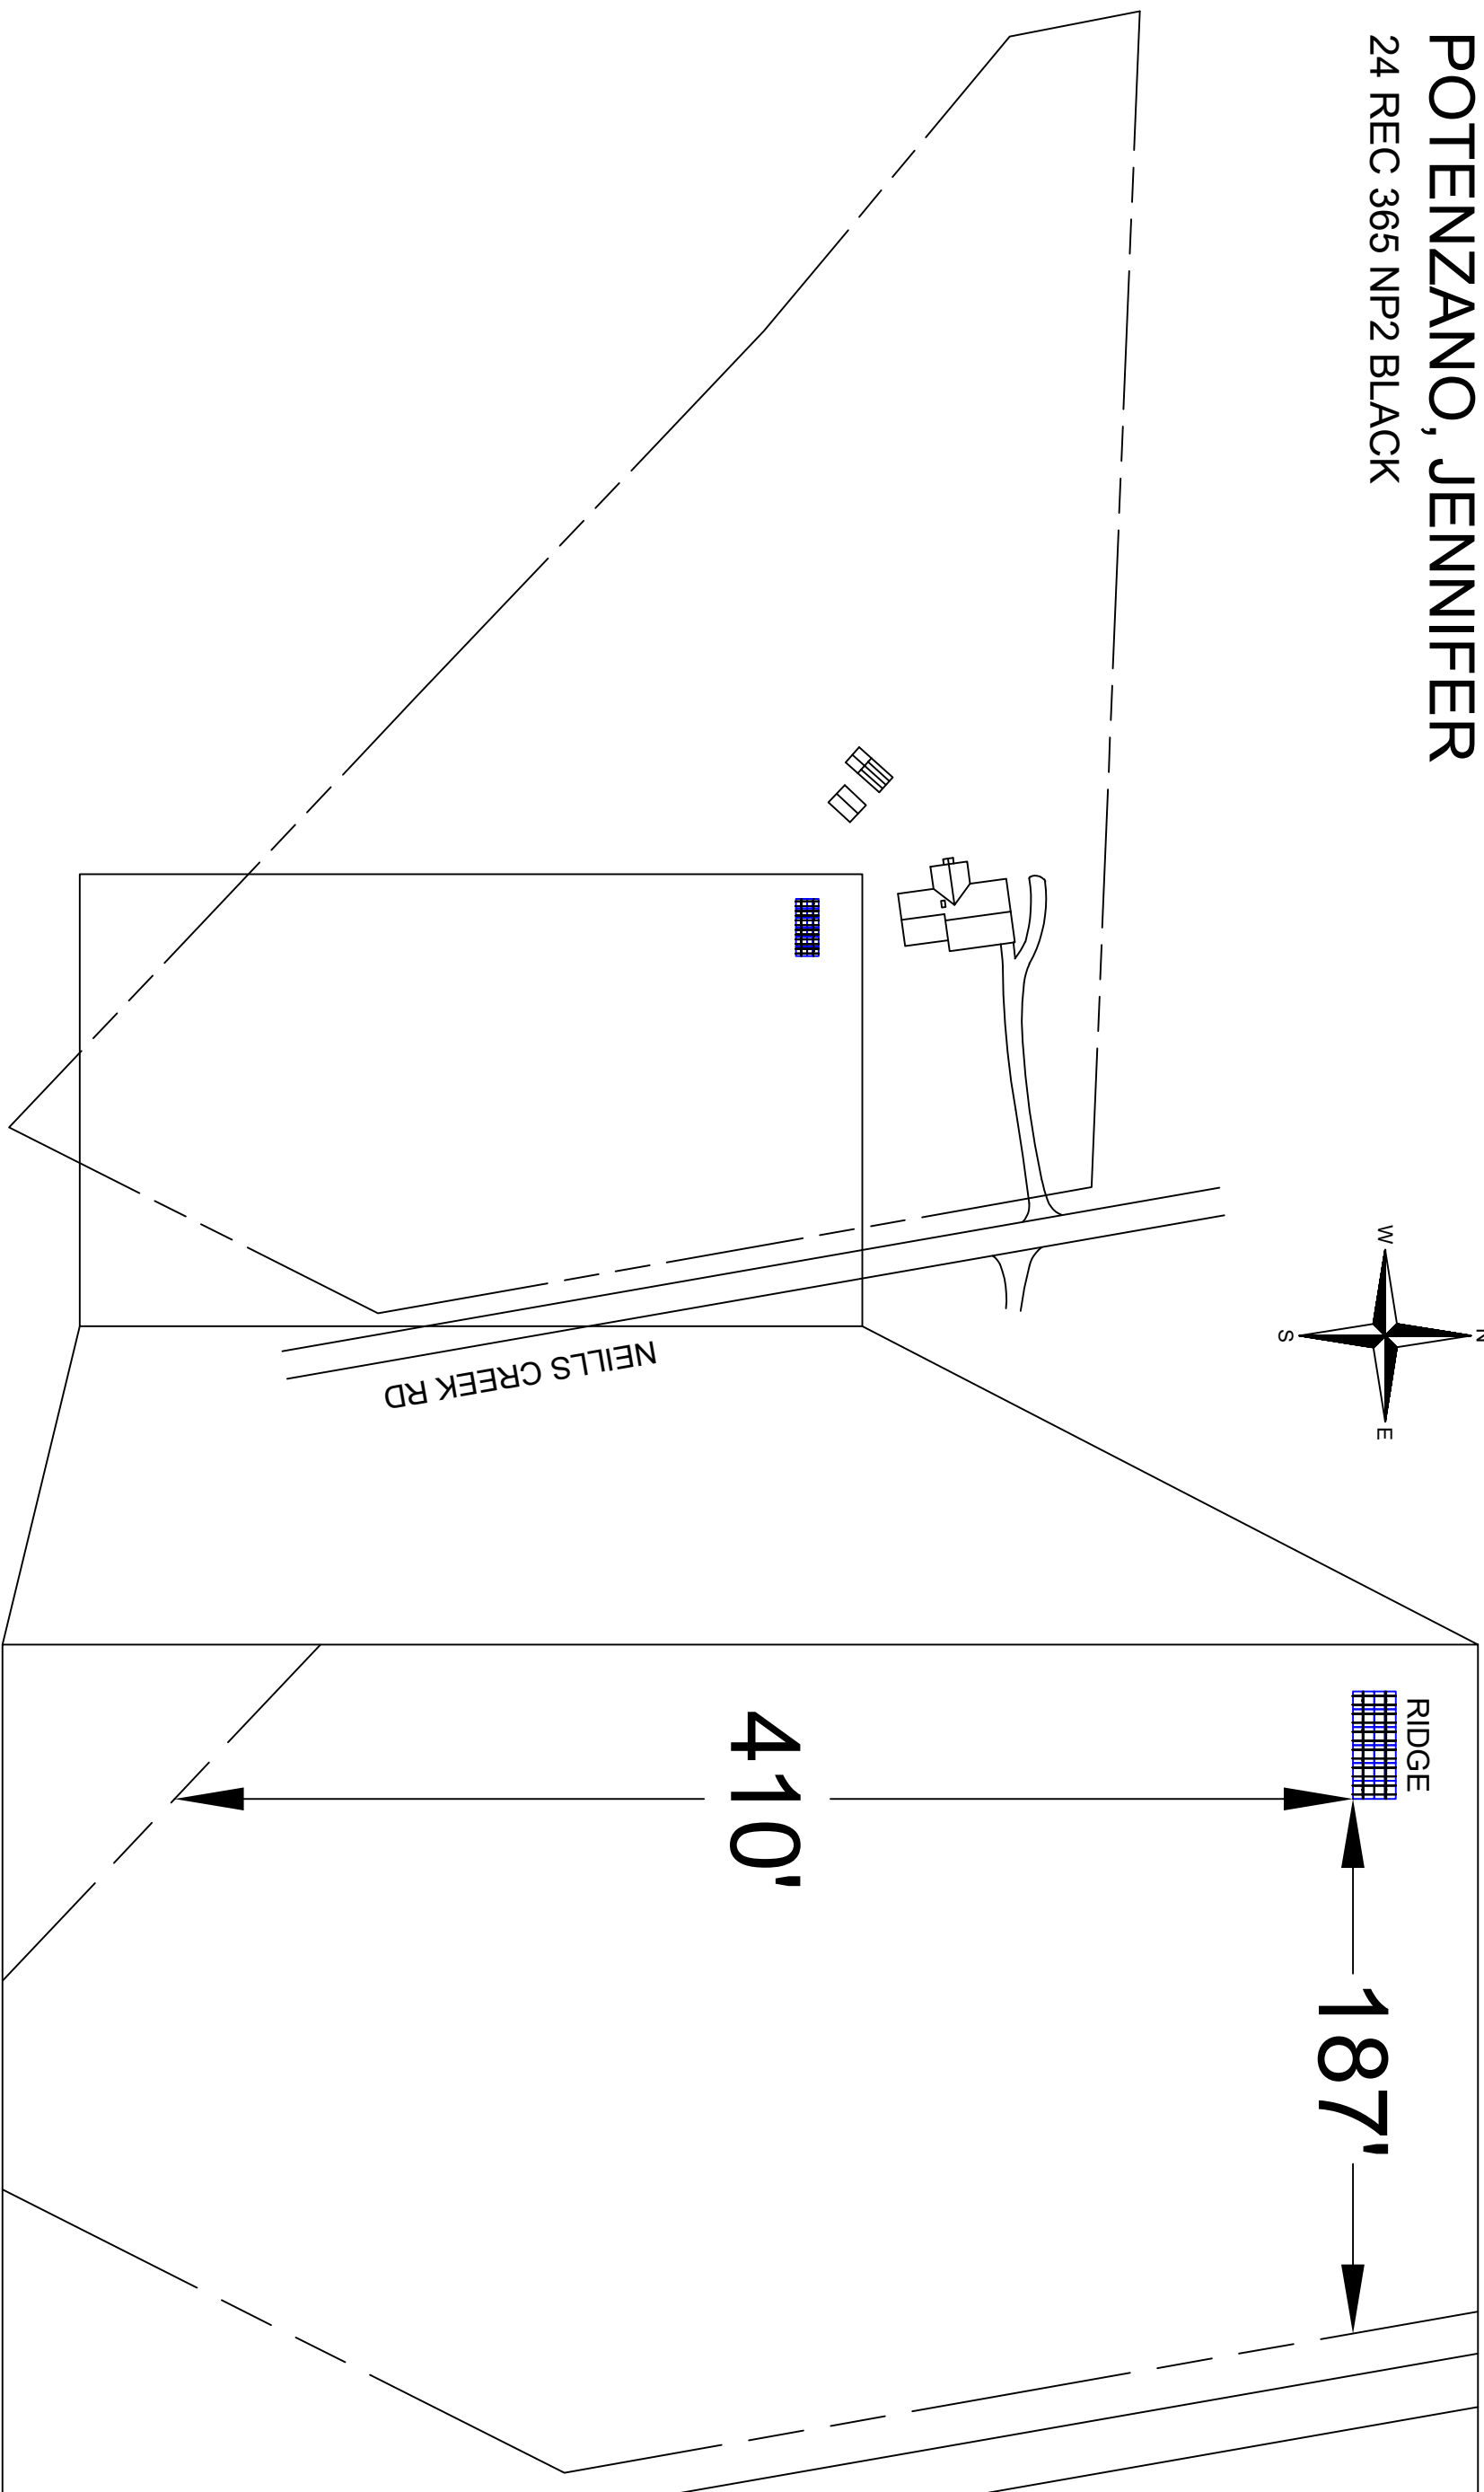 POTENZANO, JENNIFER
24 REC 365 NP2 BLACK
N
W
E
S
NEILLS CREEK RD
RIDGE
410'
187'